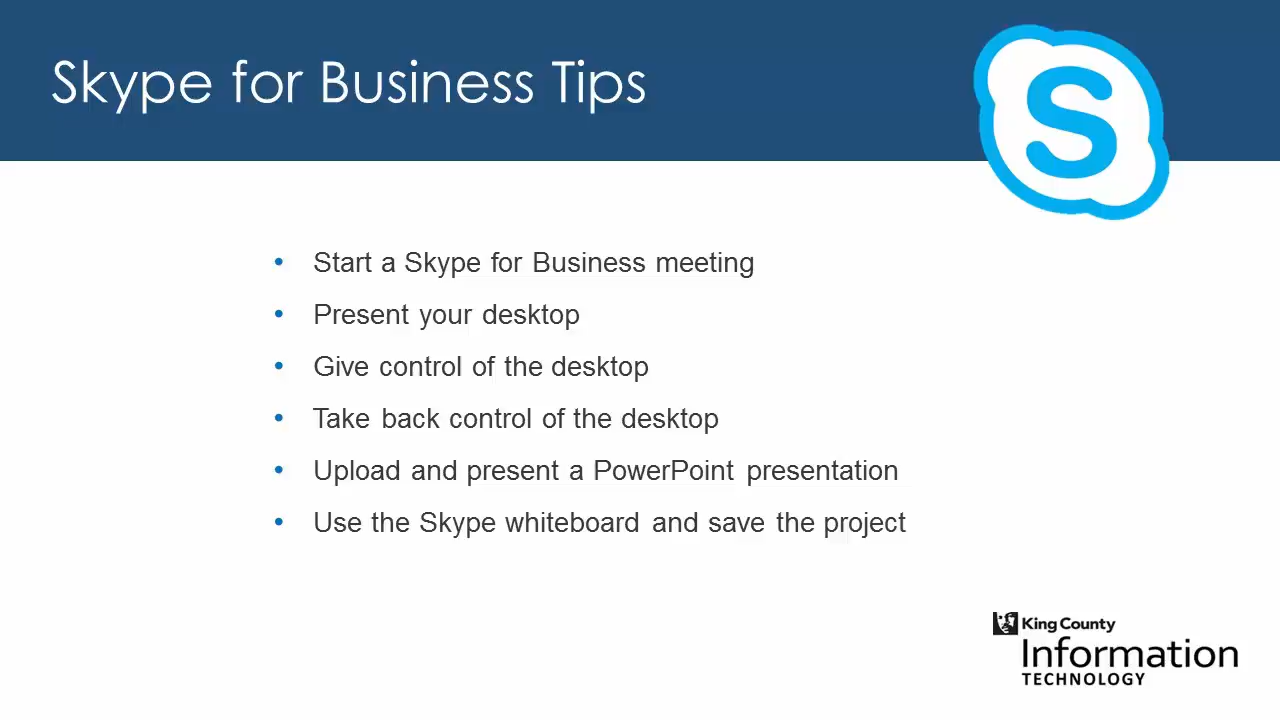 Skype for Business Tips
S
• Start a Skype for Business meeting
• Present your desktop
• Give control of the desktop
• Take back control of the desktop
• Upload and present a PowerPoint presentation
• Use the Skype whiteboard and save the project
King County
Information
TECHNOLOGY